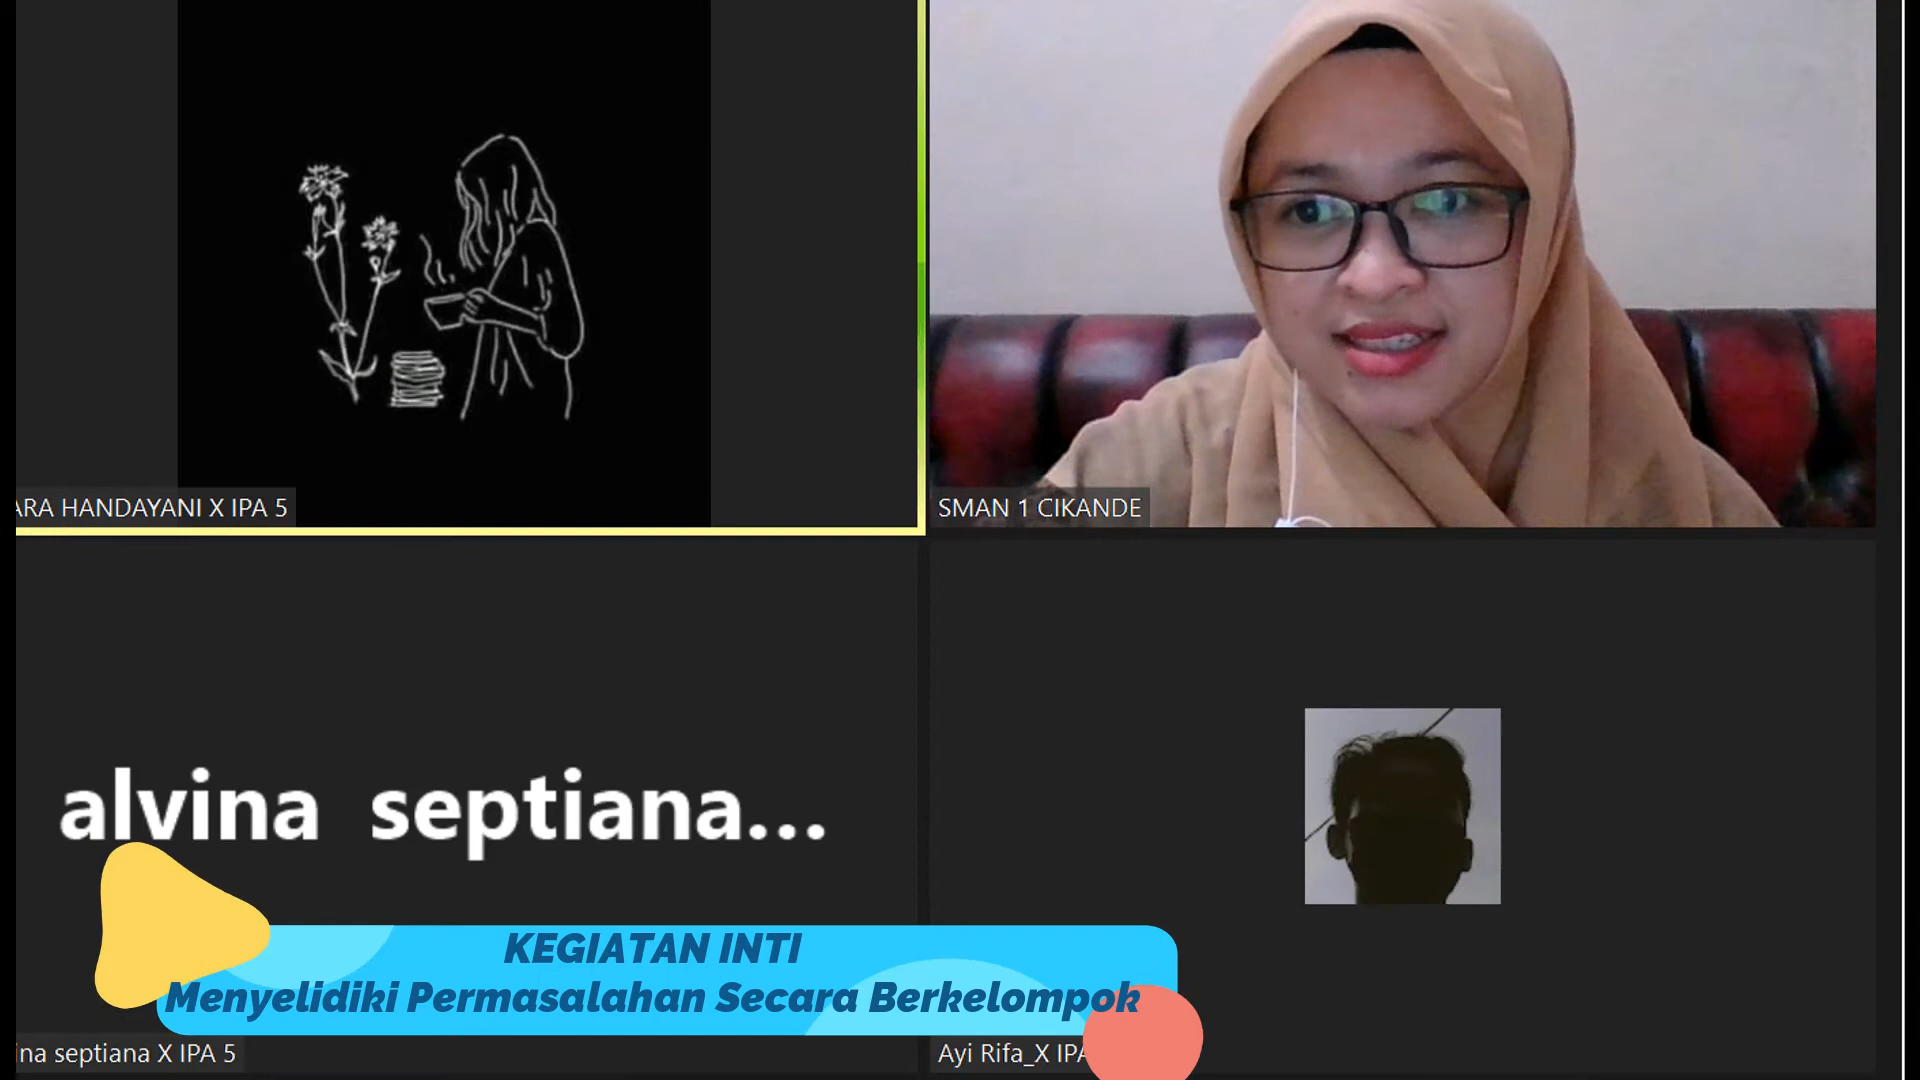 ARA HANDAYANI X IPA 5
SMAN 1 CIKANDE
alvina septiana...
KEGIATAN INTI
Menyelidiki Permasalahan Secara Berkelompok
ina septiana X IPA 5
Ayi Rifa_X IPA